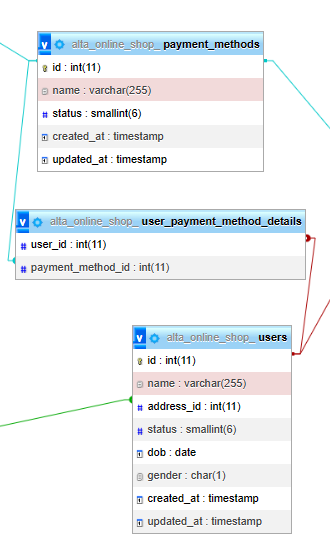 v alta_online_shop_ payment_methods
id : int(11)
name : varchar(255)
# status : smallint(6)
created_at : timestamp
updated_at : timestamp
v alta_online_shop_ user_payment_method_details
# user_id : int(11)
# payment_method_id : int(11)
v alta_online_shop_ users
id : int(11)
name : varchar(255)
# address_id : int(11)
# status : smallint(6)
dob : date
gender : char(1)
created_at : timestamp
updated_at : timestamp